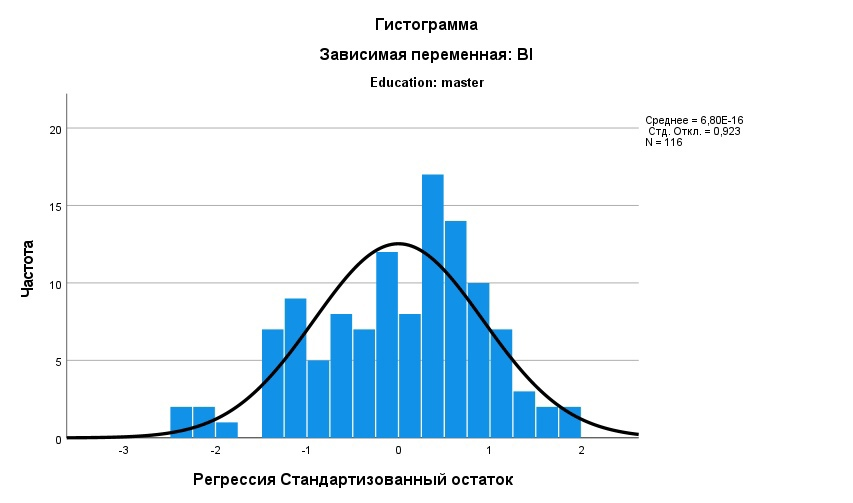 Гистограмма
Зависимая переменная: BI
Education: master
Среднее = 6,80E-16
Стд. Откл. = 0,923
N = 116
Частота
20
15
10
5
0
-3 -2 -1 0 1 2
Регрессия Стандартизованный остаток